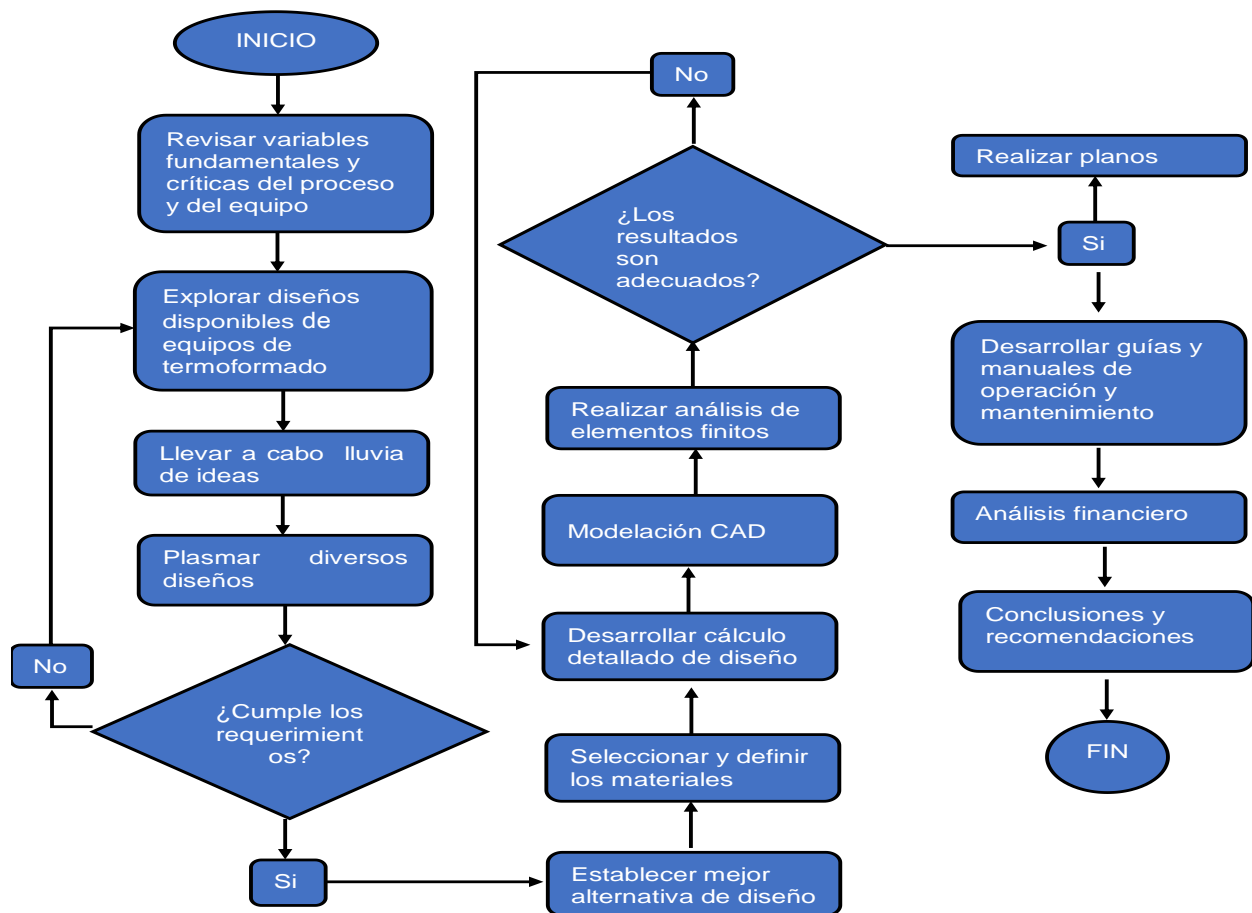 INICIO
Revisar variables
fundamentales y
críticas del proceso
y del equipo
Explorar diseños
disponibles de
equipos de
termoformado
Llevar a cabo lluvia
de ideas
Plasmar diversos
diseños
No
¿Cumple los
requerimient
os?
Si
Establecer mejor
alternativa de diseño
Seleccionar y definir
los materiales
Desarrollar cálculo
detallado de diseño
Modelación CAD
Realizar análisis de
elementos finitos
¿Los
resultados
son
adecuados?
No
Si
Realizar planos
Desarrollar guías y
manuales de
operación y
mantenimiento
Análisis financiero
Conclusiones y
recomendaciones
FIN